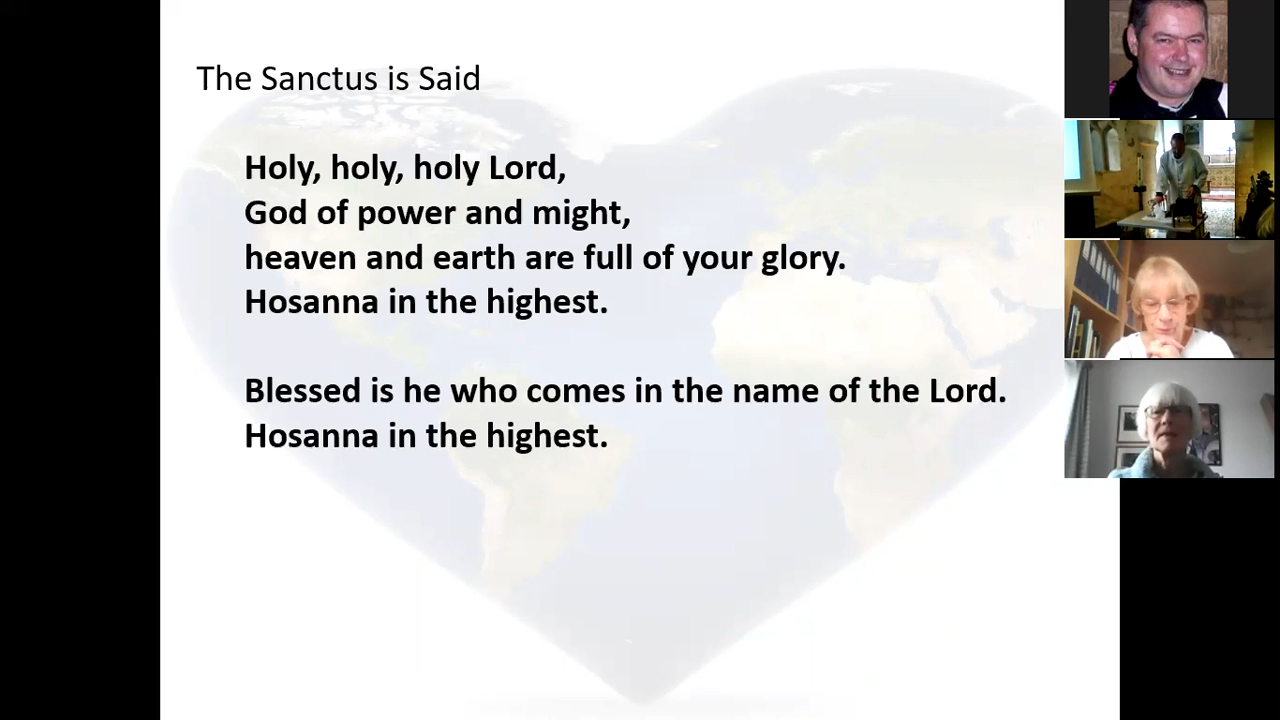 The Sanctus is Said
Holy, holy, holy Lord,
God of power and might,
heaven and earth are full of your glory.
Hosanna in the highest.
Blessed is he who comes in the name of the Lord.
Hosanna in the highest.